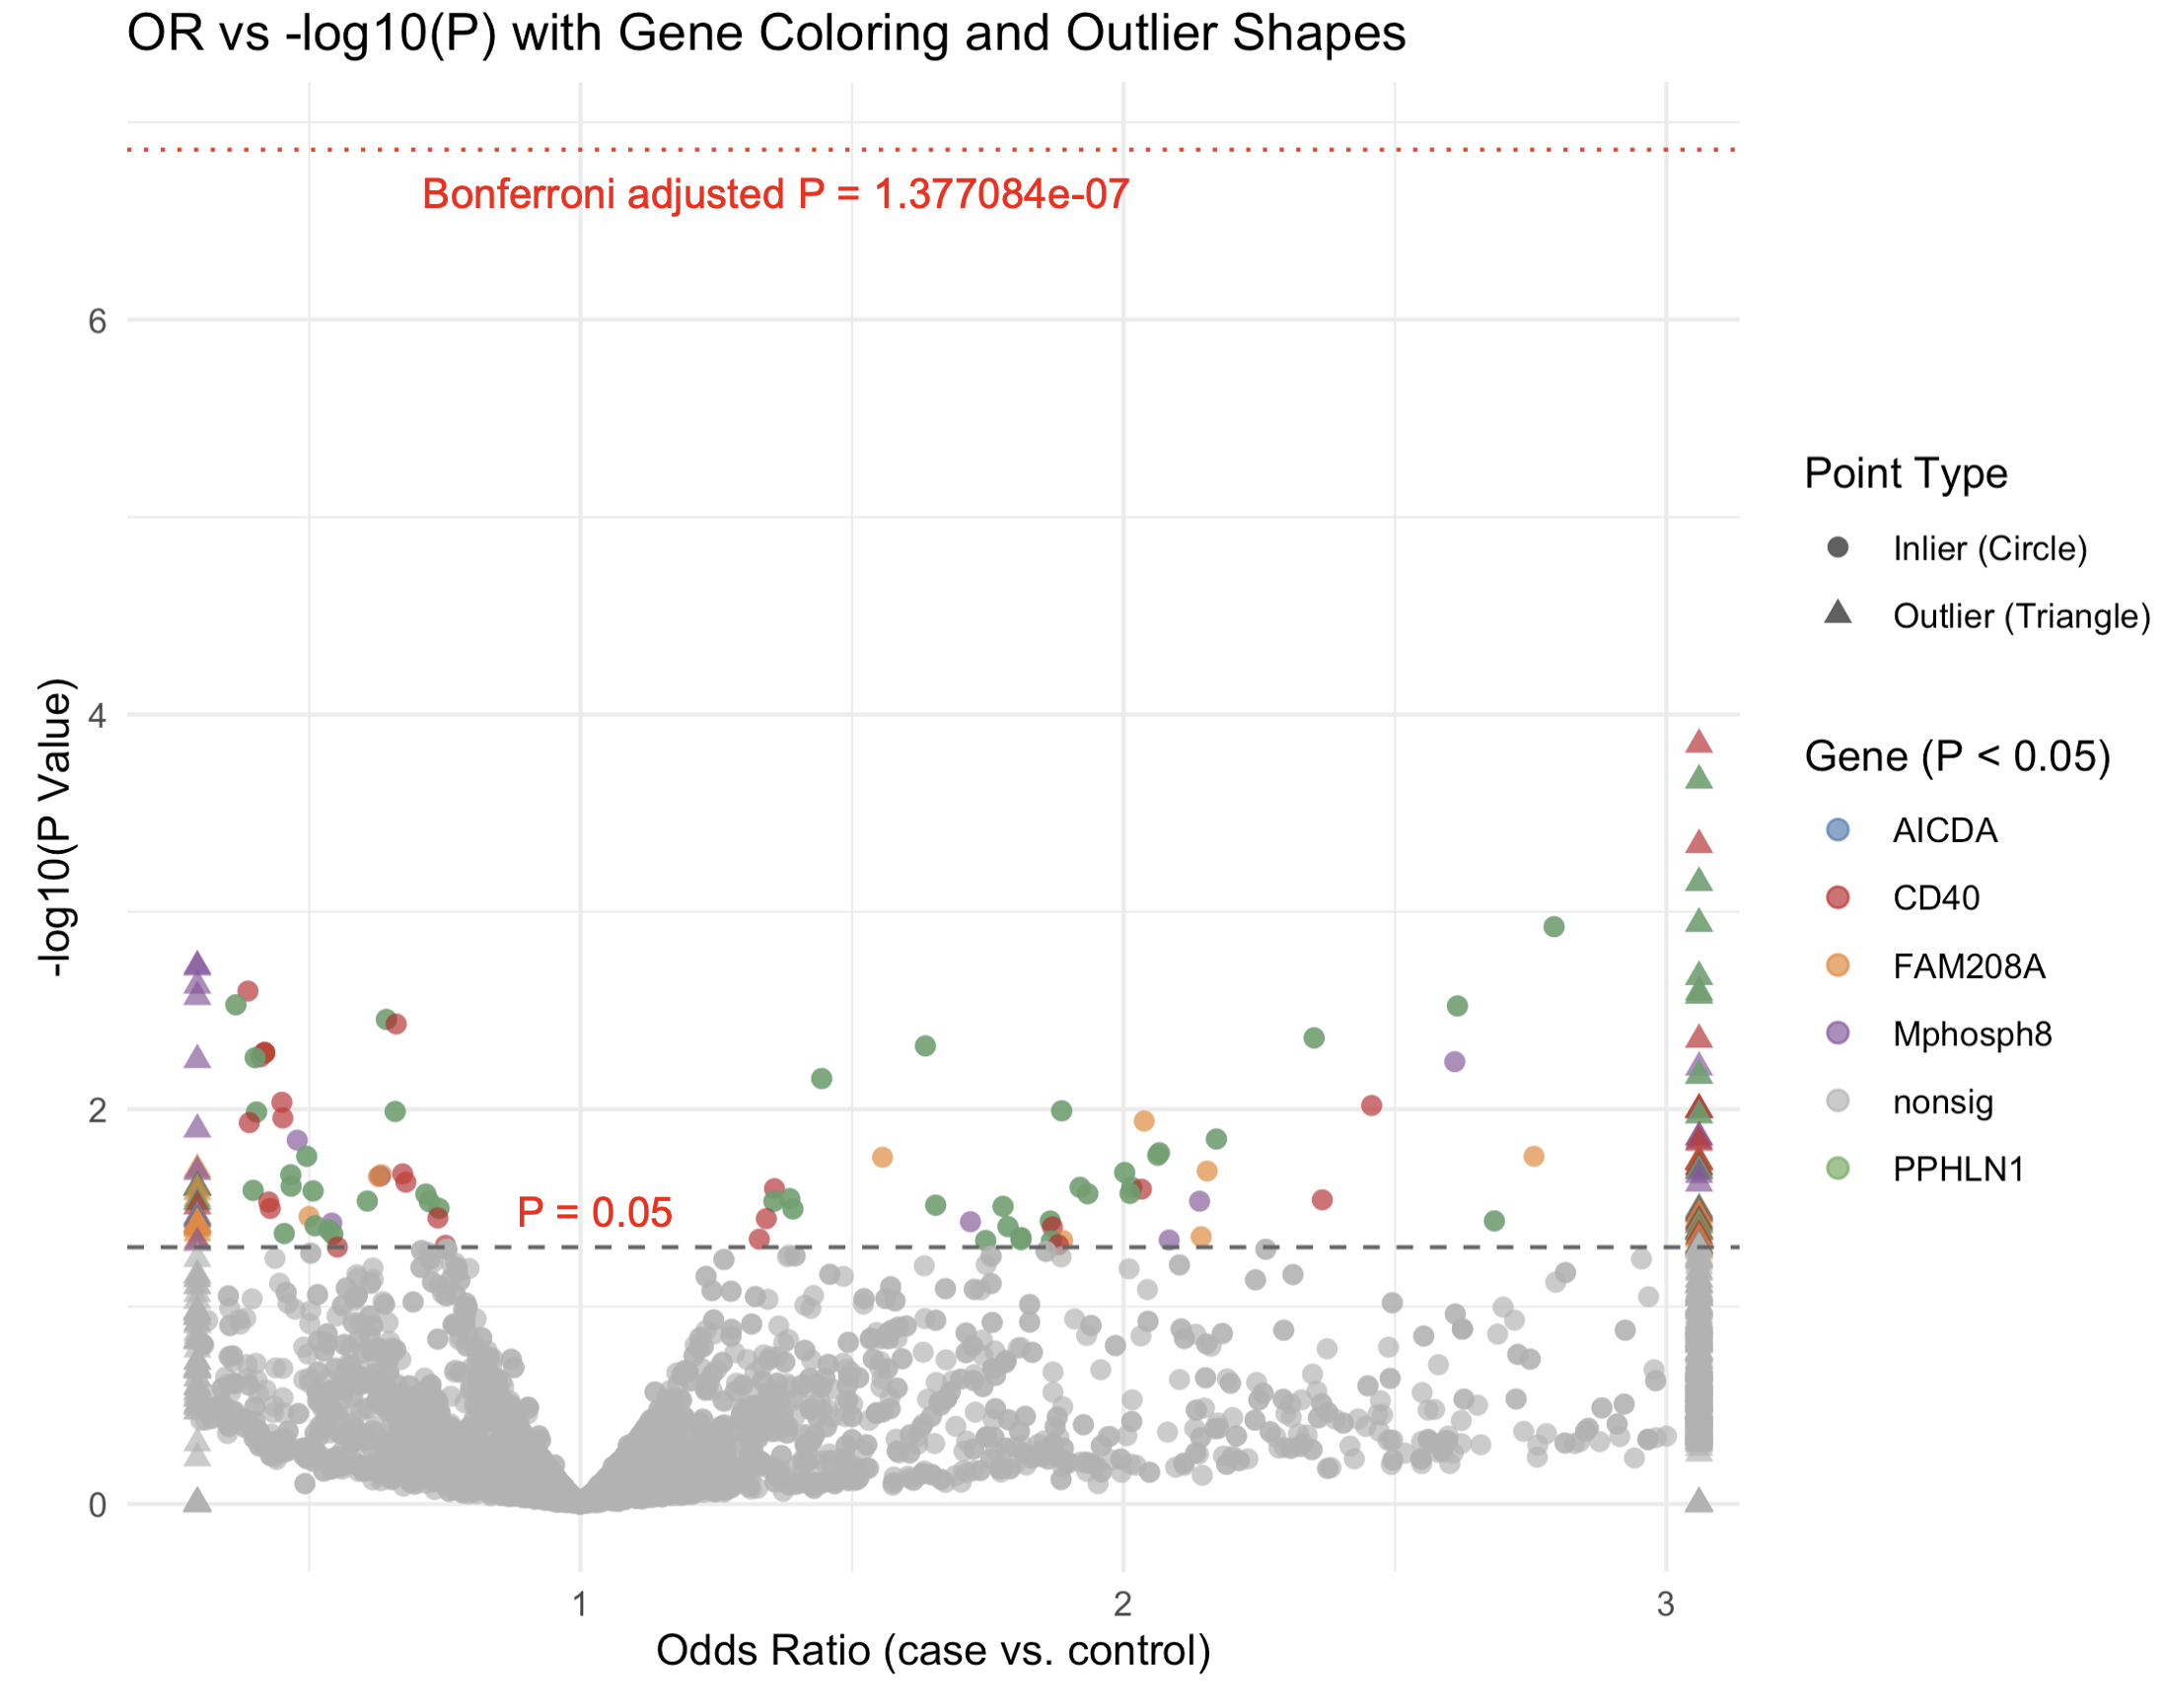 OR vs -log10(P) with Gene Coloring and Outlier Shapes
Bonferroni adjusted P = 1.377084e-07
6
4
2
0
-log10(P Value)
P = 0.05
1
2
3
Odds Ratio (case vs. control)
Point Type
Inlier (Circle)
Outlier (Triangle)
Gene (P < 0.05)
AICDA
CD40
FAM208A
Mphosph8
nonsig
PPHLN1